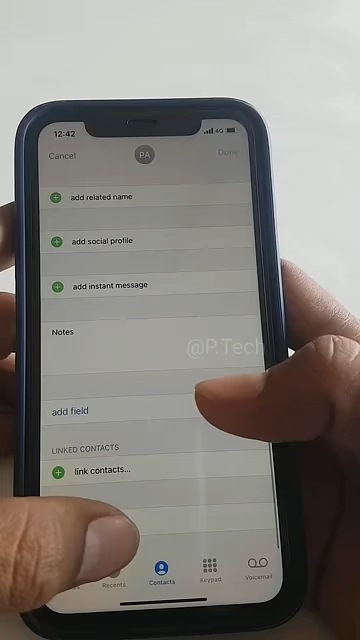 12:42
4G
Cancel
PA
Done
add related name
add social profile
add instant message
Notes
@P.Tech
add field
LINKED CONTACTS
link contacts...
Recents
Contacts
Keypad
Voicemail